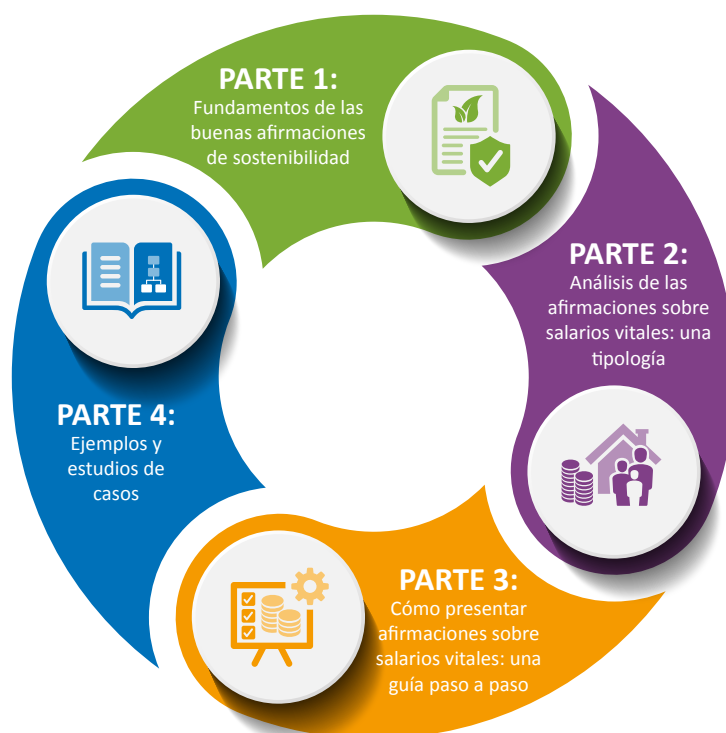 PARTE 1:
Fundamentos de las
buenas afirmaciones
de sostenibilidad
PARTE 2:
Análisis de las
afirmaciones sobre
salarios vitales: una
tipología
PARTE 3:
Cómo presentar
afirmaciones sobre
salarios vitales: una
guía paso a paso
PARTE 4:
Ejemplos y
estudios de
casos